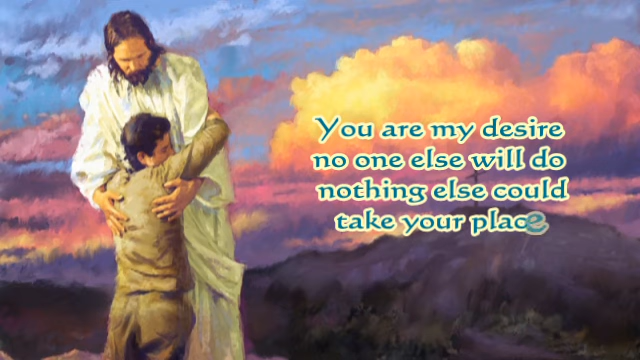 You are my desire
no one else will do
nothing else could
take your place